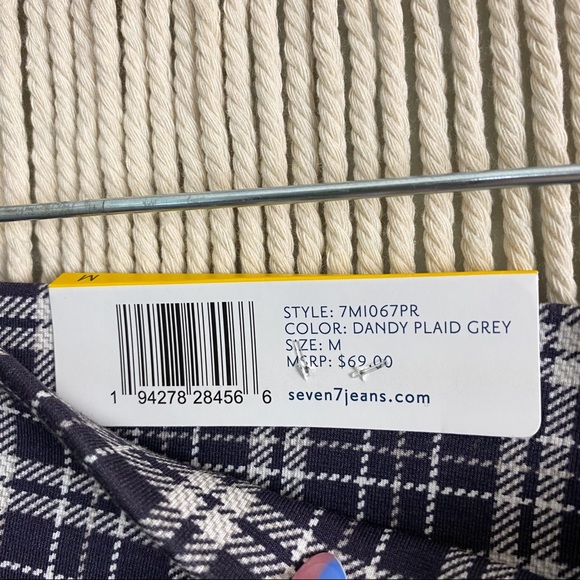 M
STYLE: 7MI067PR
COLOR: DANDY PLAID GREY
SIZE: M
MSRP: $69.00
seven7jeans.com
1 94278 28456 6